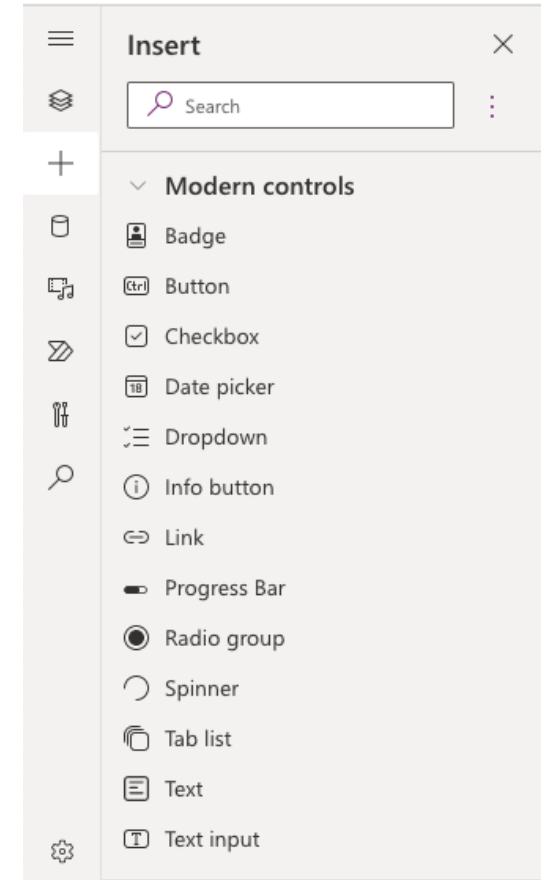 Insert
Search
Modern controls
Badge
Ctrl Button
Checkbox
18 Date picker
Dropdown
i Info button
Link
Progress Bar
Radio group
Spinner
Tab list
Text
T Text input